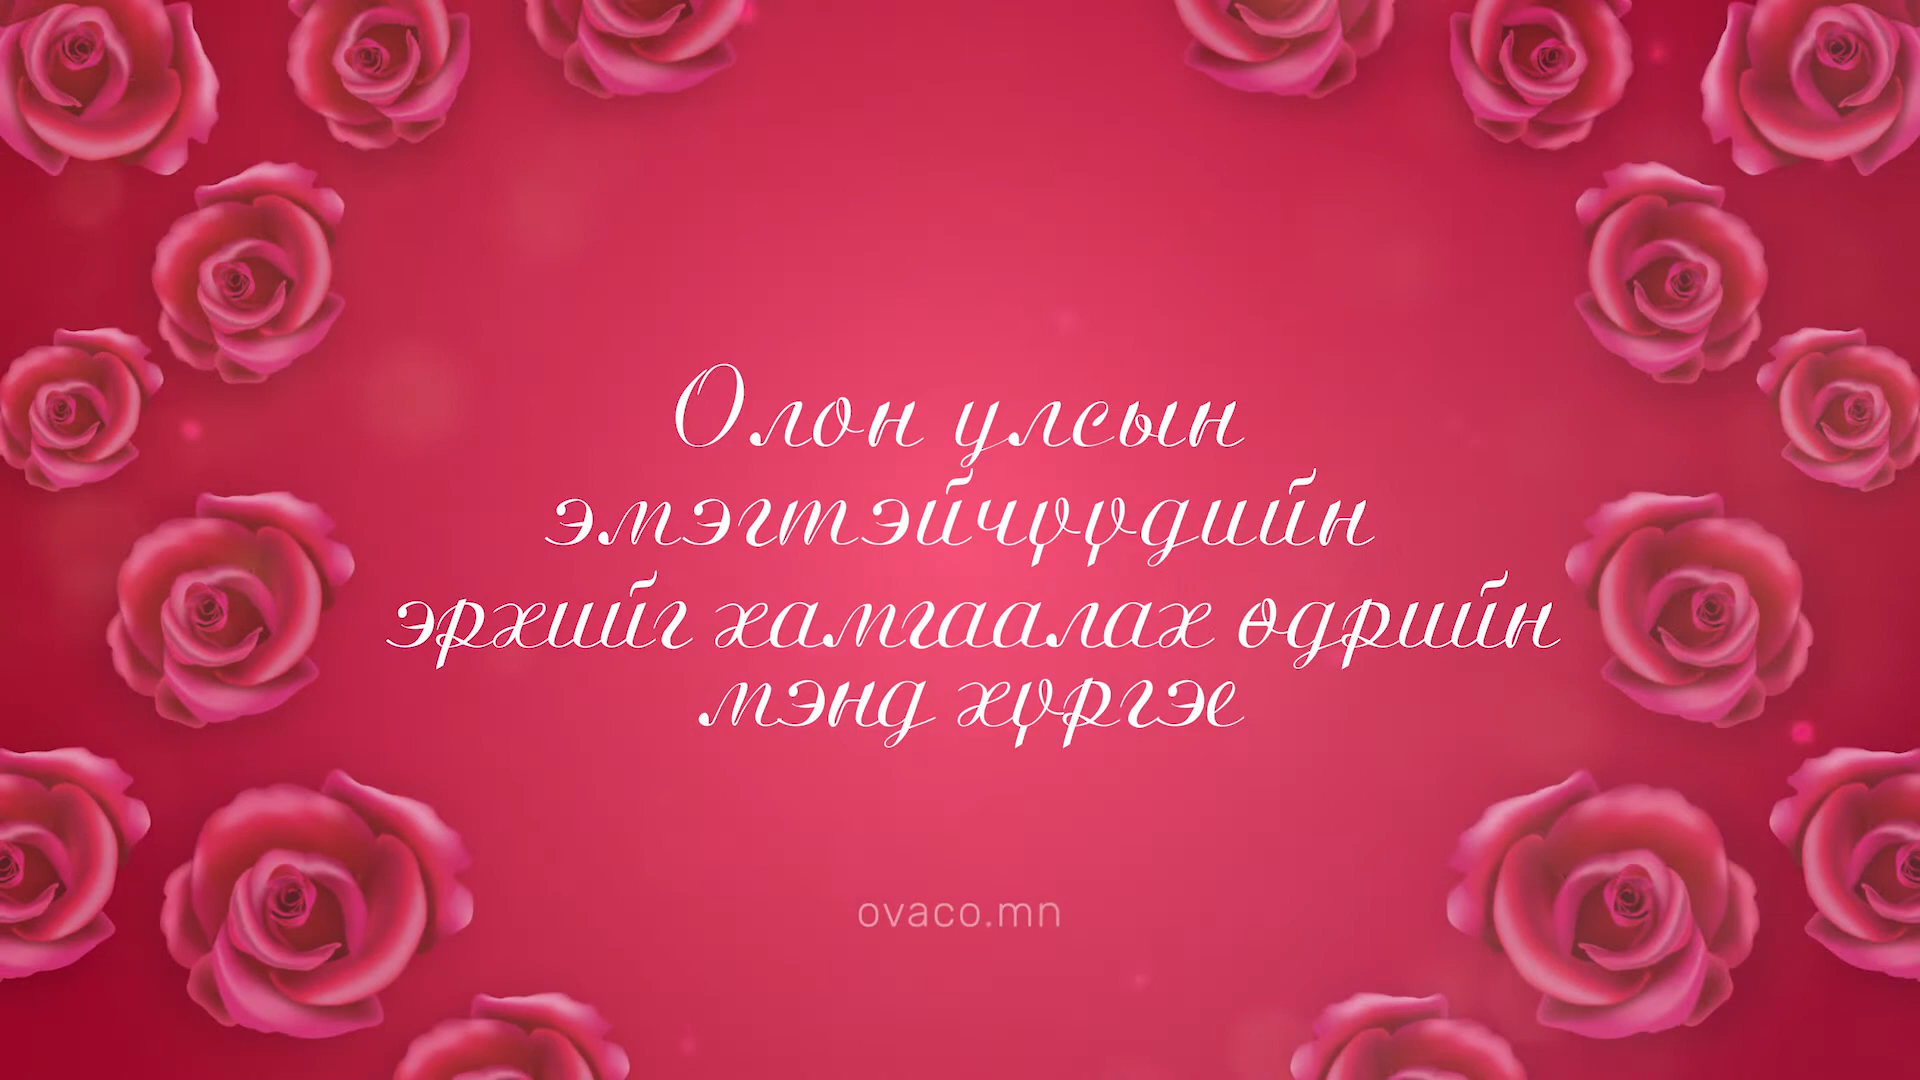 Олон улсын
эмэгтэйчүүдийн
эрхийг хамгаалах өдрийн
мэнд хүргэе
ovaco.mn